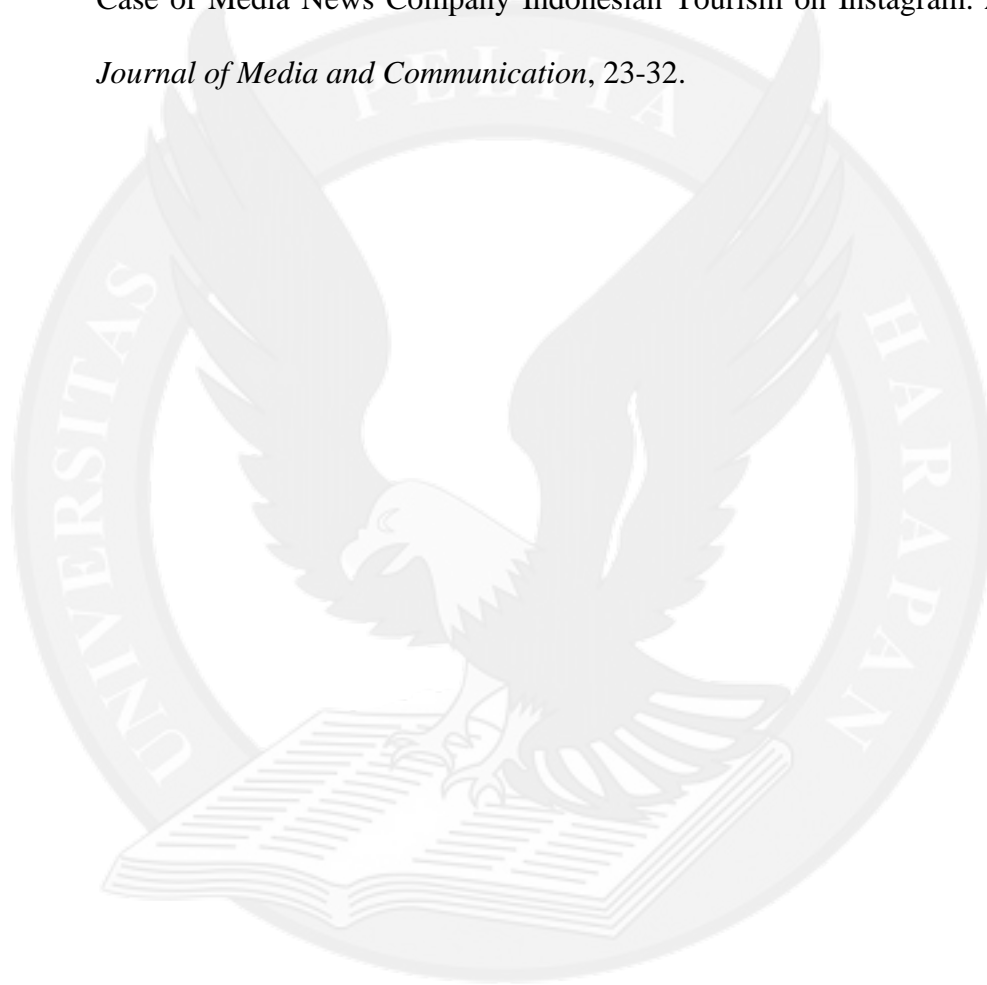 Case of Media News Company Indonesian Tourism on Instagram.
Journal of Media and Communication, 23-32.
UNIVERSITAS PELITA HARAPAN